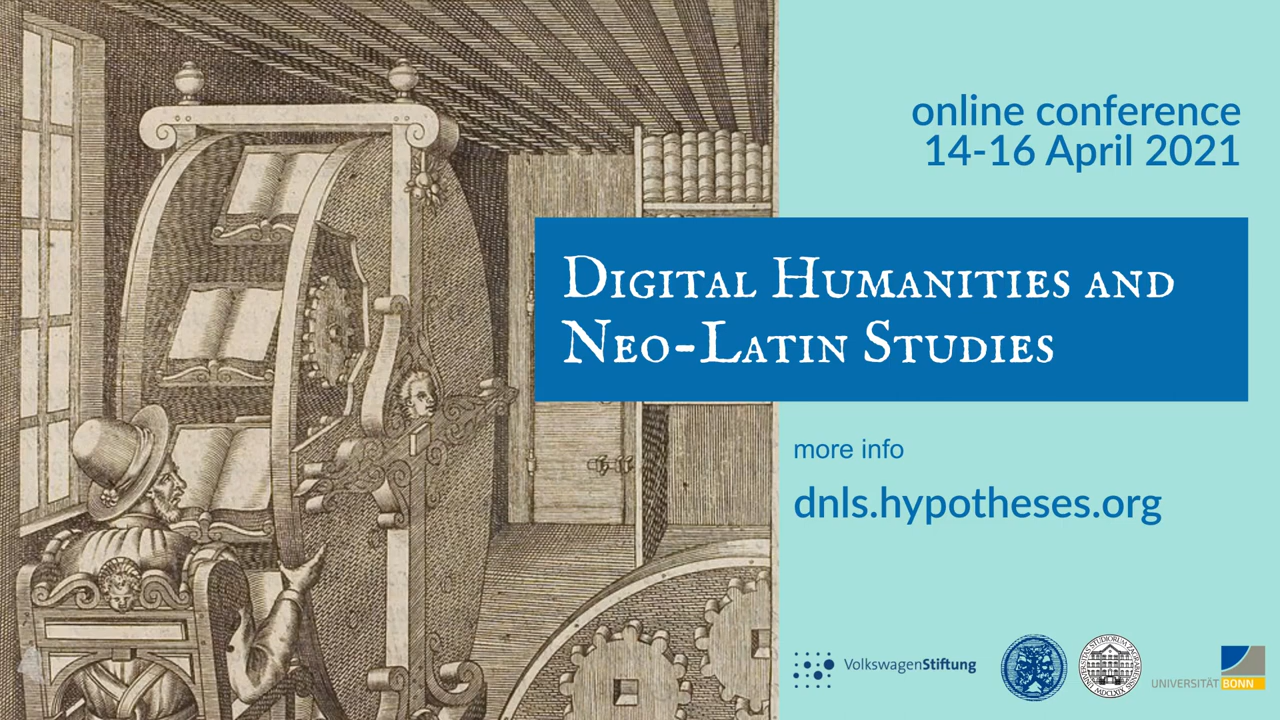 online conference
14-16 April 2021
Digital Humanities and
Neo-Latin Studies
more info
dnls.hypotheses.org
VolkswagenStiftung
UNIVERSITÄT BONN